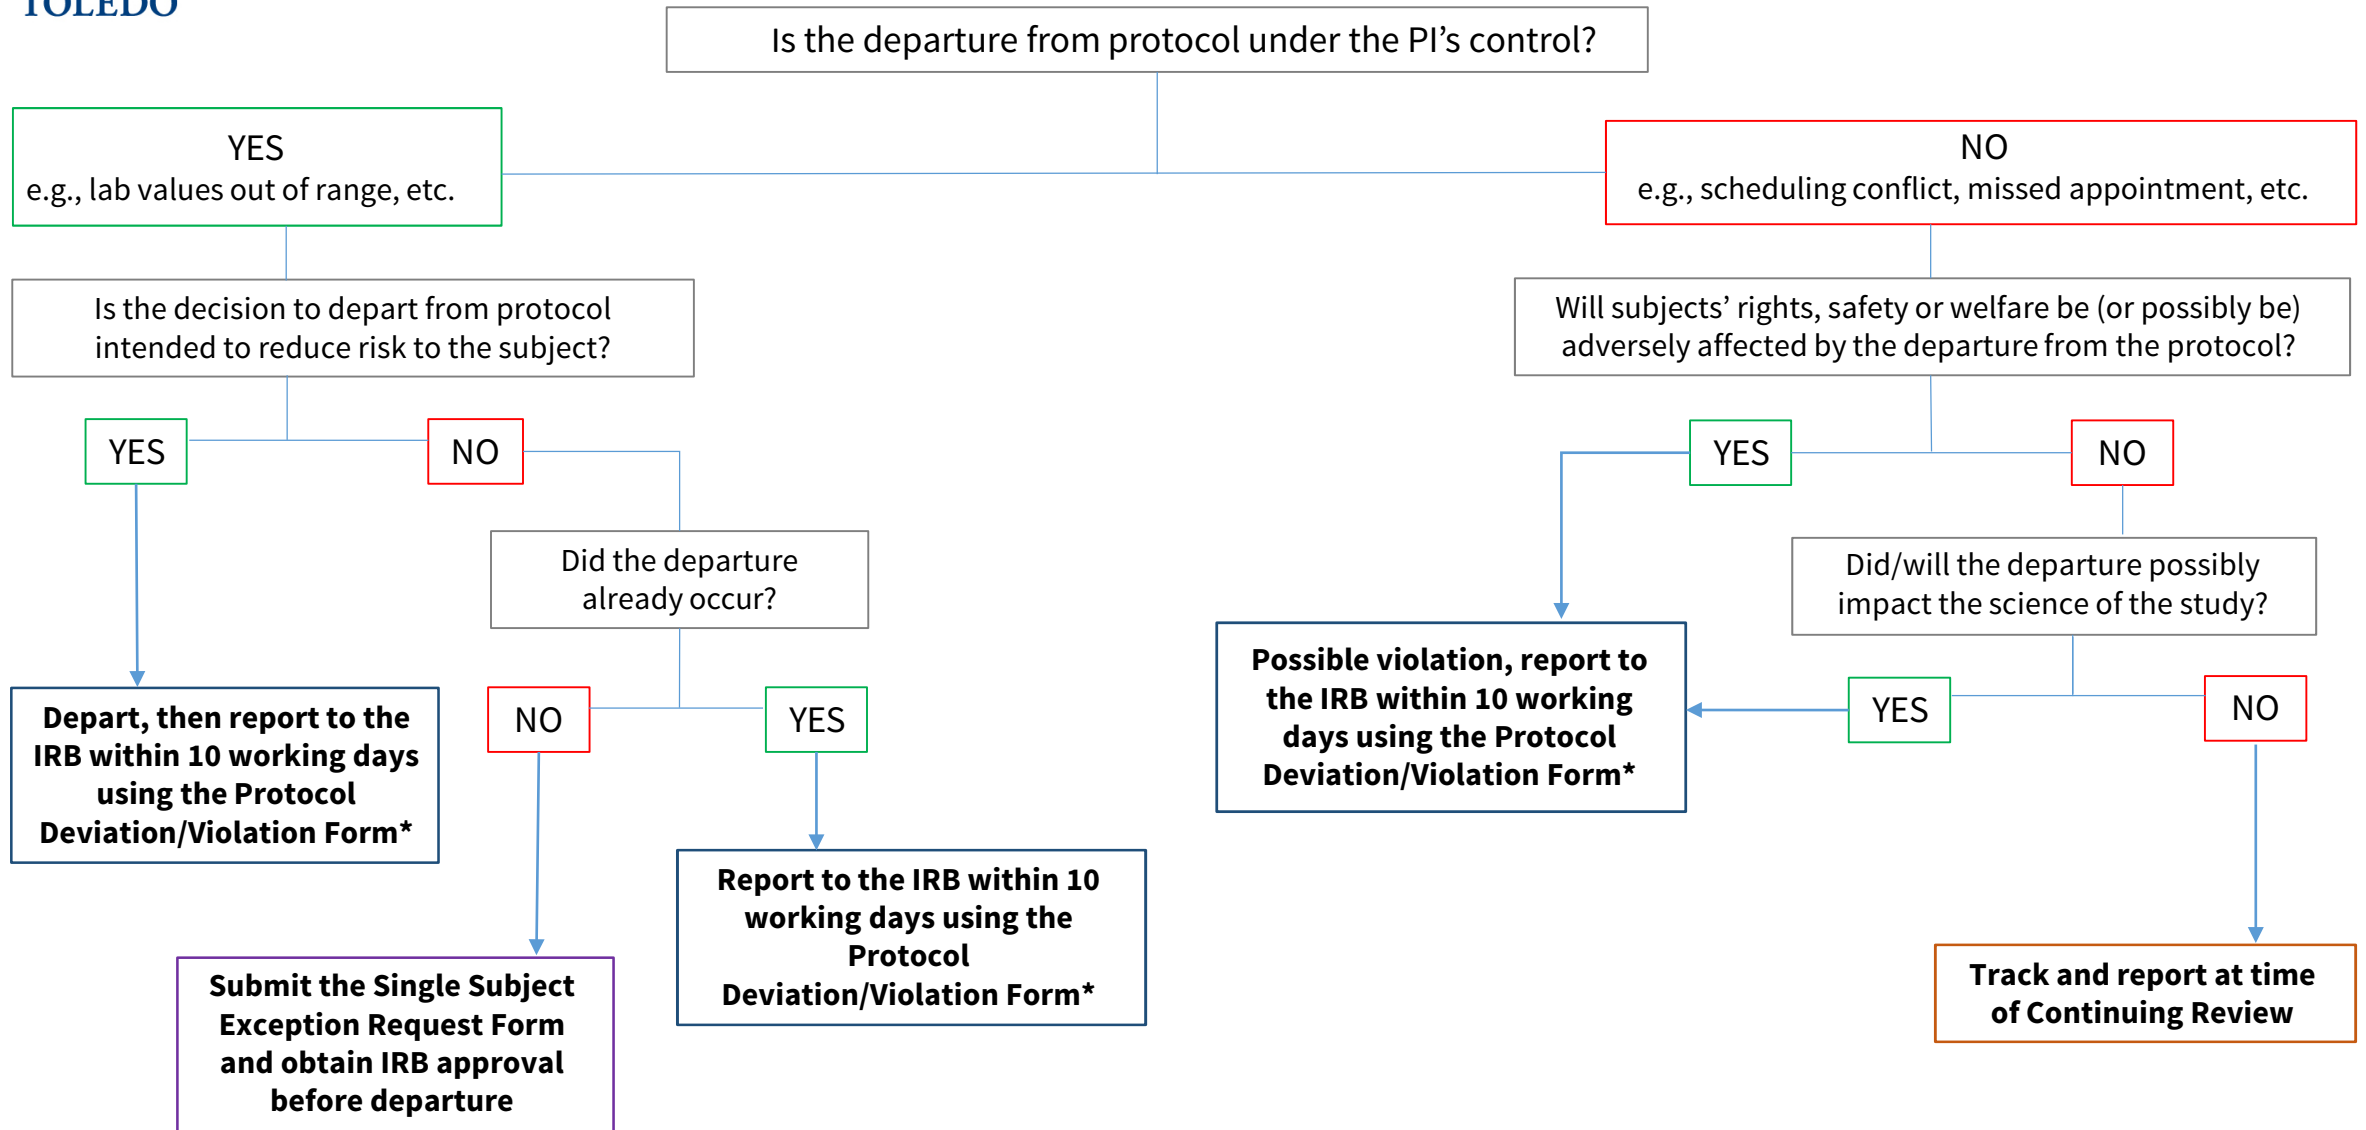 TOLEDO
Is the departure from protocol under the PI’s control?
YES
e.g., lab values out of range, etc.
NO
e.g., scheduling conflict, missed appointment, etc.
Is the decision to depart from protocol
intended to reduce risk to the subject?
Will subjects’ rights, safety or welfare be (or possibly be)
adversely affected by the departure from the protocol?
YES
NO
YES
NO
Did the departure
already occur?
Did/will the departure possibly
impact the science of the study?
NO
YES
YES
NO
Depart, then report to the
IRB within 10 working days
using the Protocol
Deviation/Violation Form*
Possible violation, report to
the IRB within 10 working
days using the Protocol
Deviation/Violation Form*
Report to the IRB within 10
working days using the
Protocol
Deviation/Violation Form*
Submit the Single Subject
Exception Request Form
and obtain IRB approval
before departure
Track and report at time
of Continuing Review